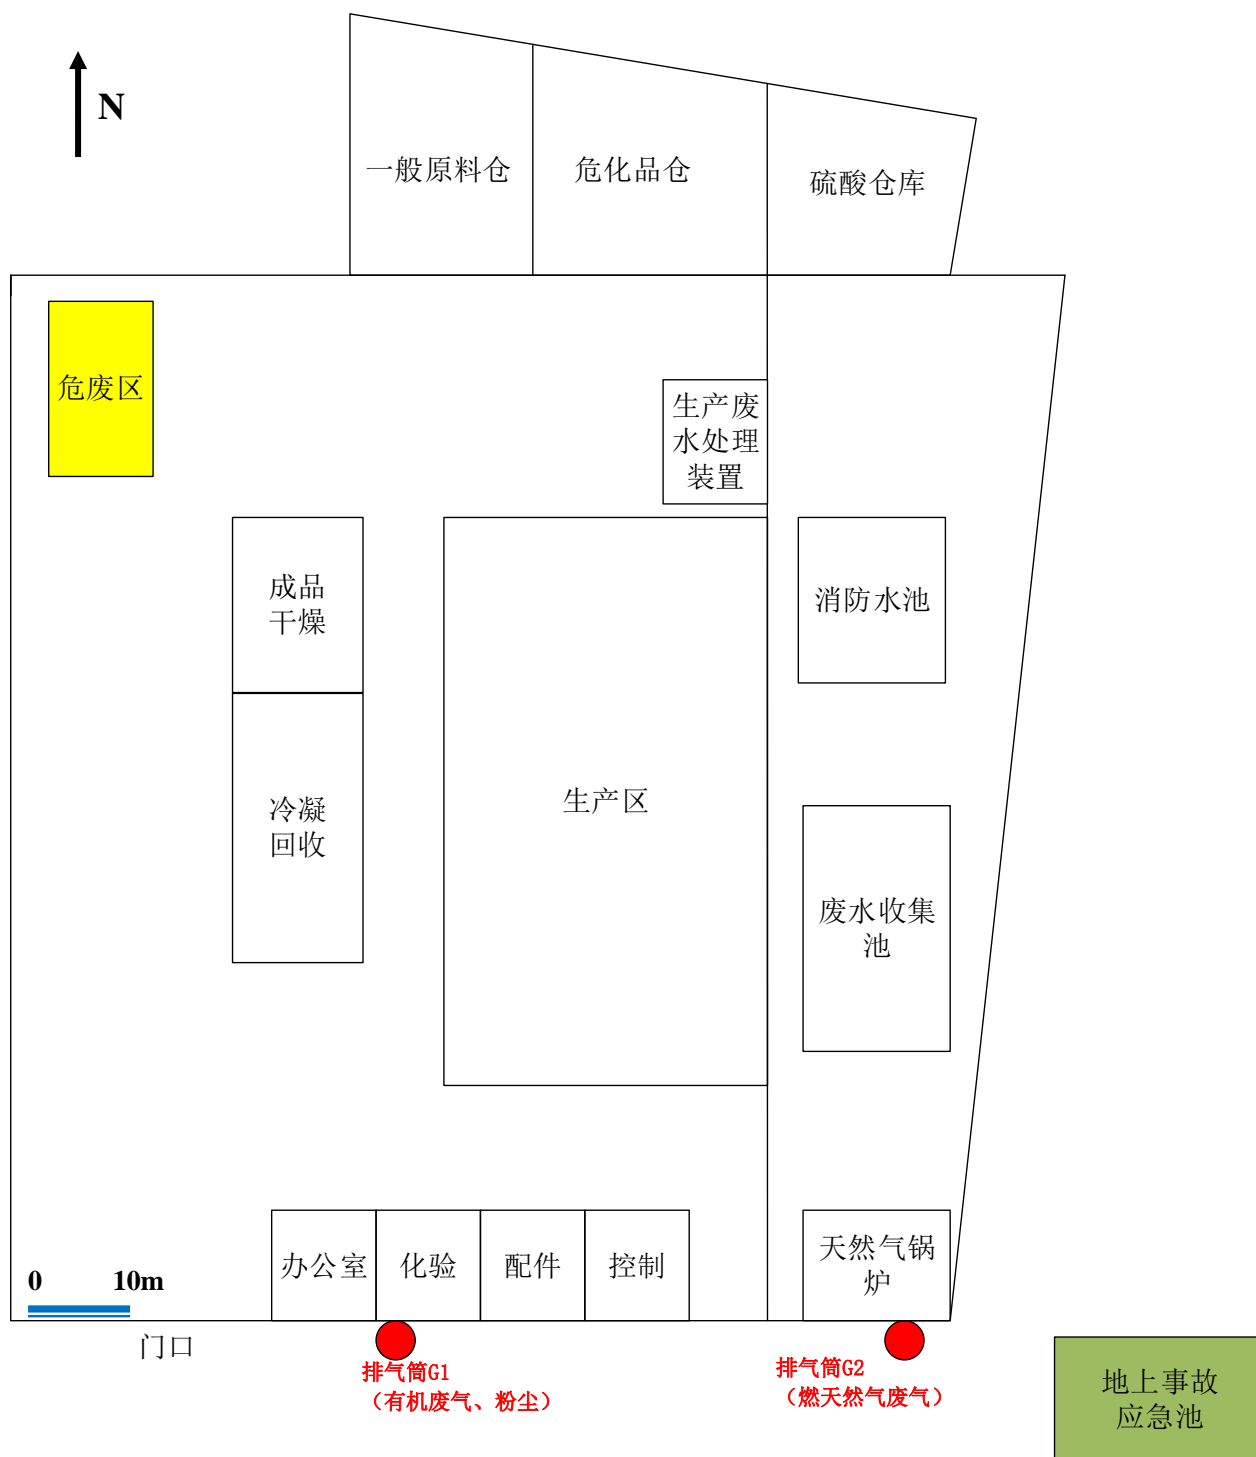 N
一般原料仓
危化品仓
硫酸仓库
危废区
生产废
水处理
装置
成品
干燥
消防水池
冷凝
回收
生产区
废水收集
池
办公室
化验
配件
控制
天然气锅
炉
0
10m
门口
排气筒G1
（有机废气、粉尘）
排气筒G2
（燃天然气废气）
地上事故
应急池